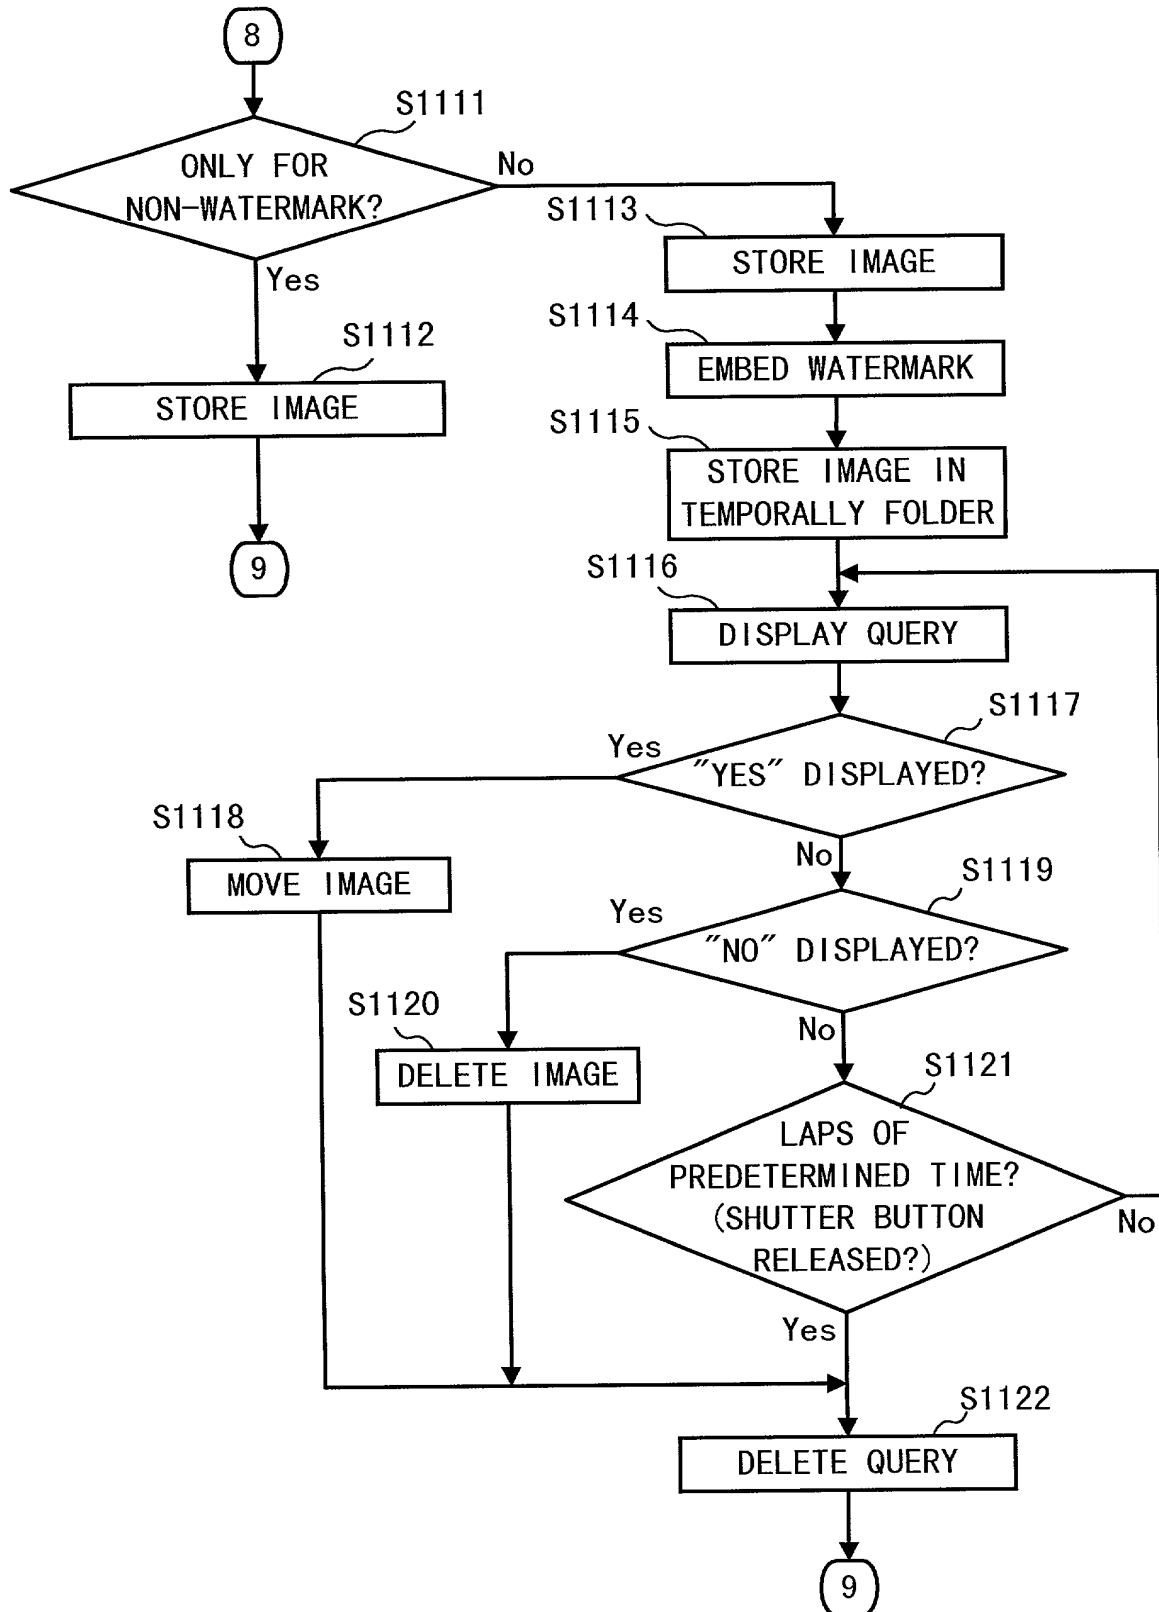 8
S1111
ONLY FOR
NON-WATERMARK?
No
Yes
S1113
STORE IMAGE
S1112
STORE IMAGE
S1114
EMBED WATERMARK
S1115
STORE IMAGE IN
TEMPORALLY FOLDER
9
S1116
DISPLAY QUERY
S1117
Yes
"YES" DISPLAYED?
No
S1118
MOVE IMAGE
S1119
Yes
"NO" DISPLAYED?
No
S1120
DELETE IMAGE
S1121
LAPS OF
PREDETERMINED TIME?
(SHUTTER BUTTON
RELEASED?)
No
Yes
S1122
DELETE QUERY
9